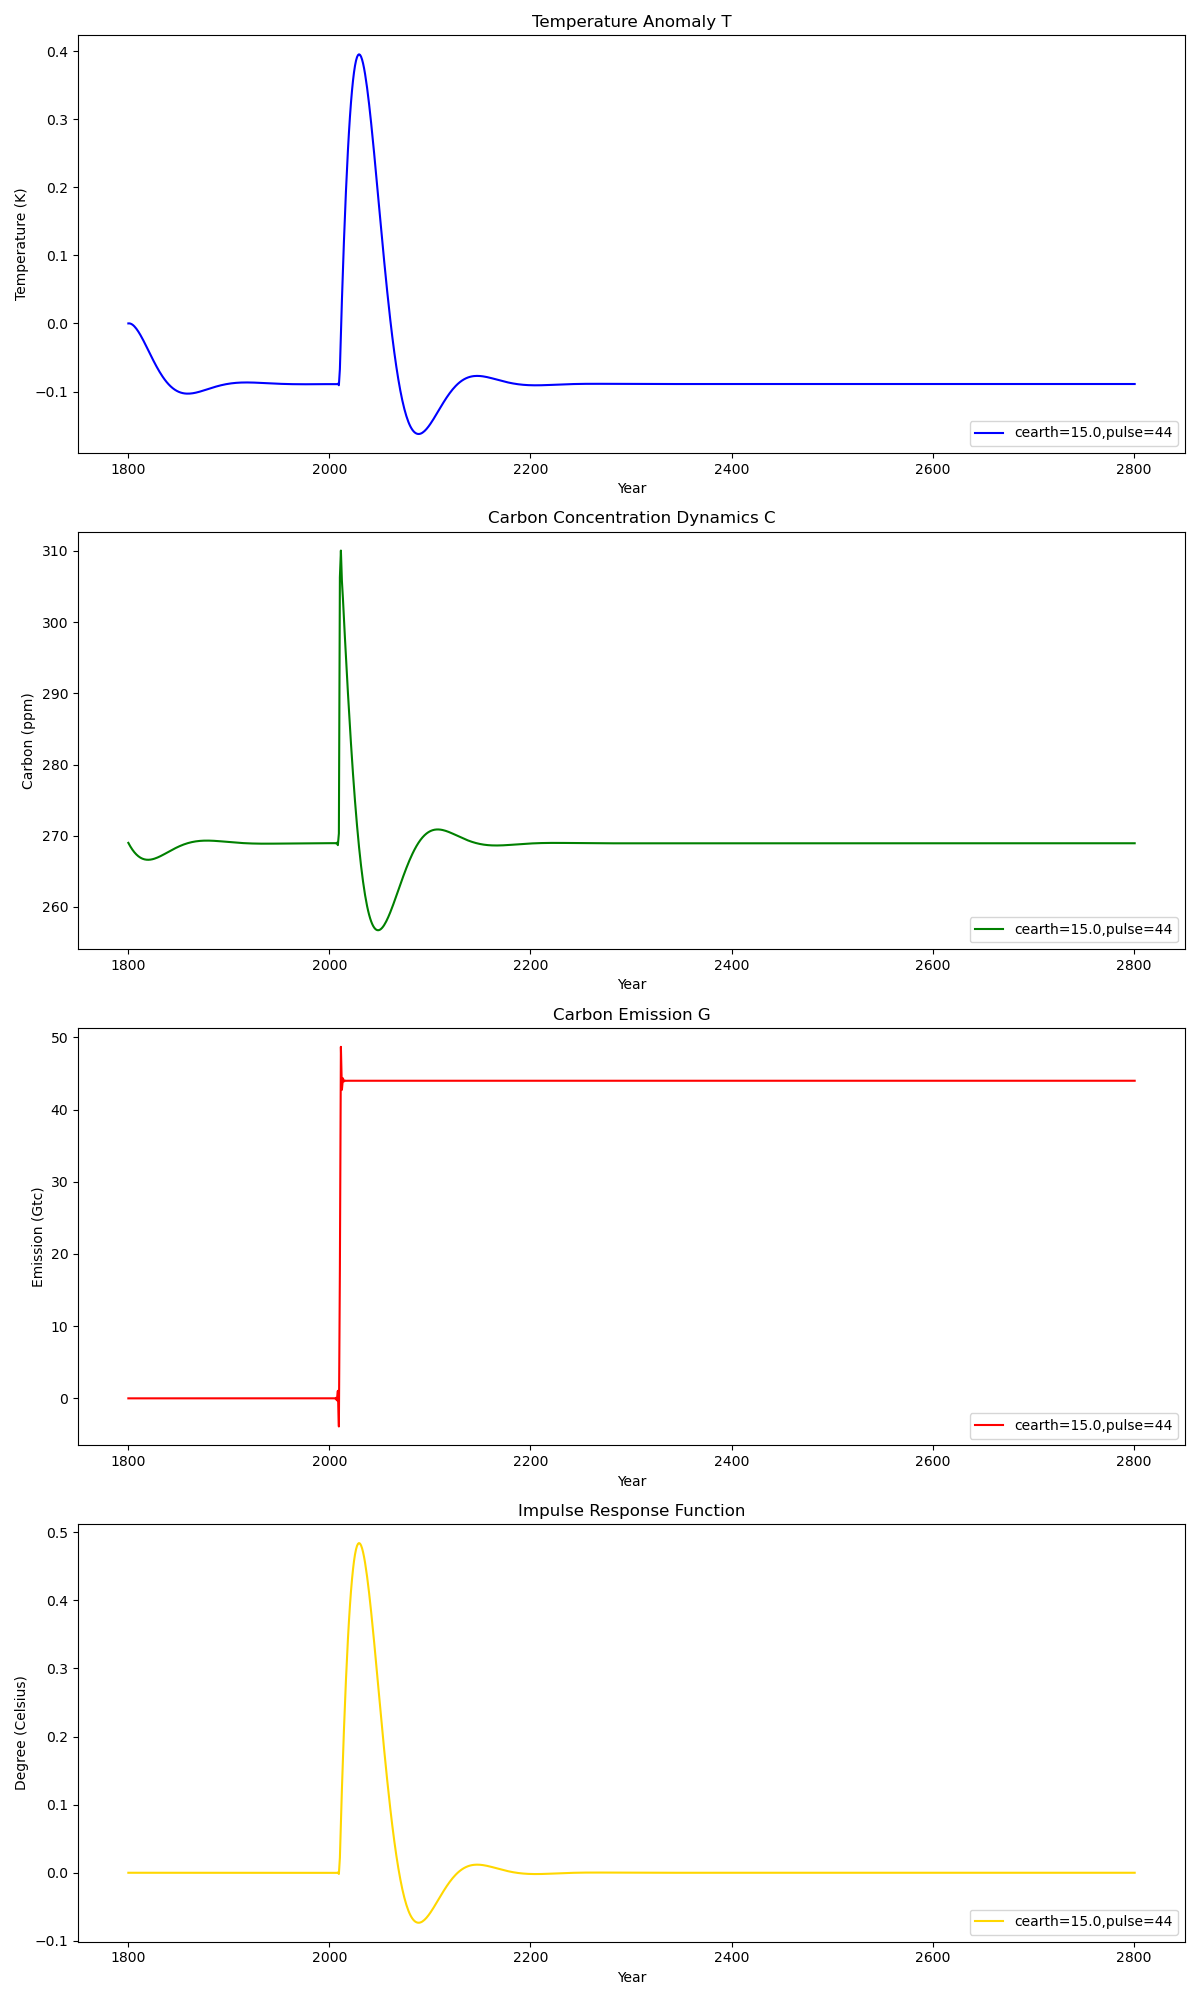 Temperature Anomaly T
0.4
0.3
0.2
0.1
0.0
−0.1
Temperature (K)
cearth=15.0,pulse=44
1800 2000 2200 2400 2600 2800
Year
Carbon Concentration Dynamics C
310
300
290
280
270
260
Carbon (ppm)
cearth=15.0,pulse=44
1800 2000 2200 2400 2600 2800
Year
Carbon Emission G
50
40
30
20
10
0
Emission (Gtc)
cearth=15.0,pulse=44
1800 2000 2200 2400 2600 2800
Year
Impulse Response Function
0.5
0.4
0.3
0.2
0.1
0.0
−0.1
Degree (Celsius)
cearth=15.0,pulse=44
1800 2000 2200 2400 2600 2800
Year